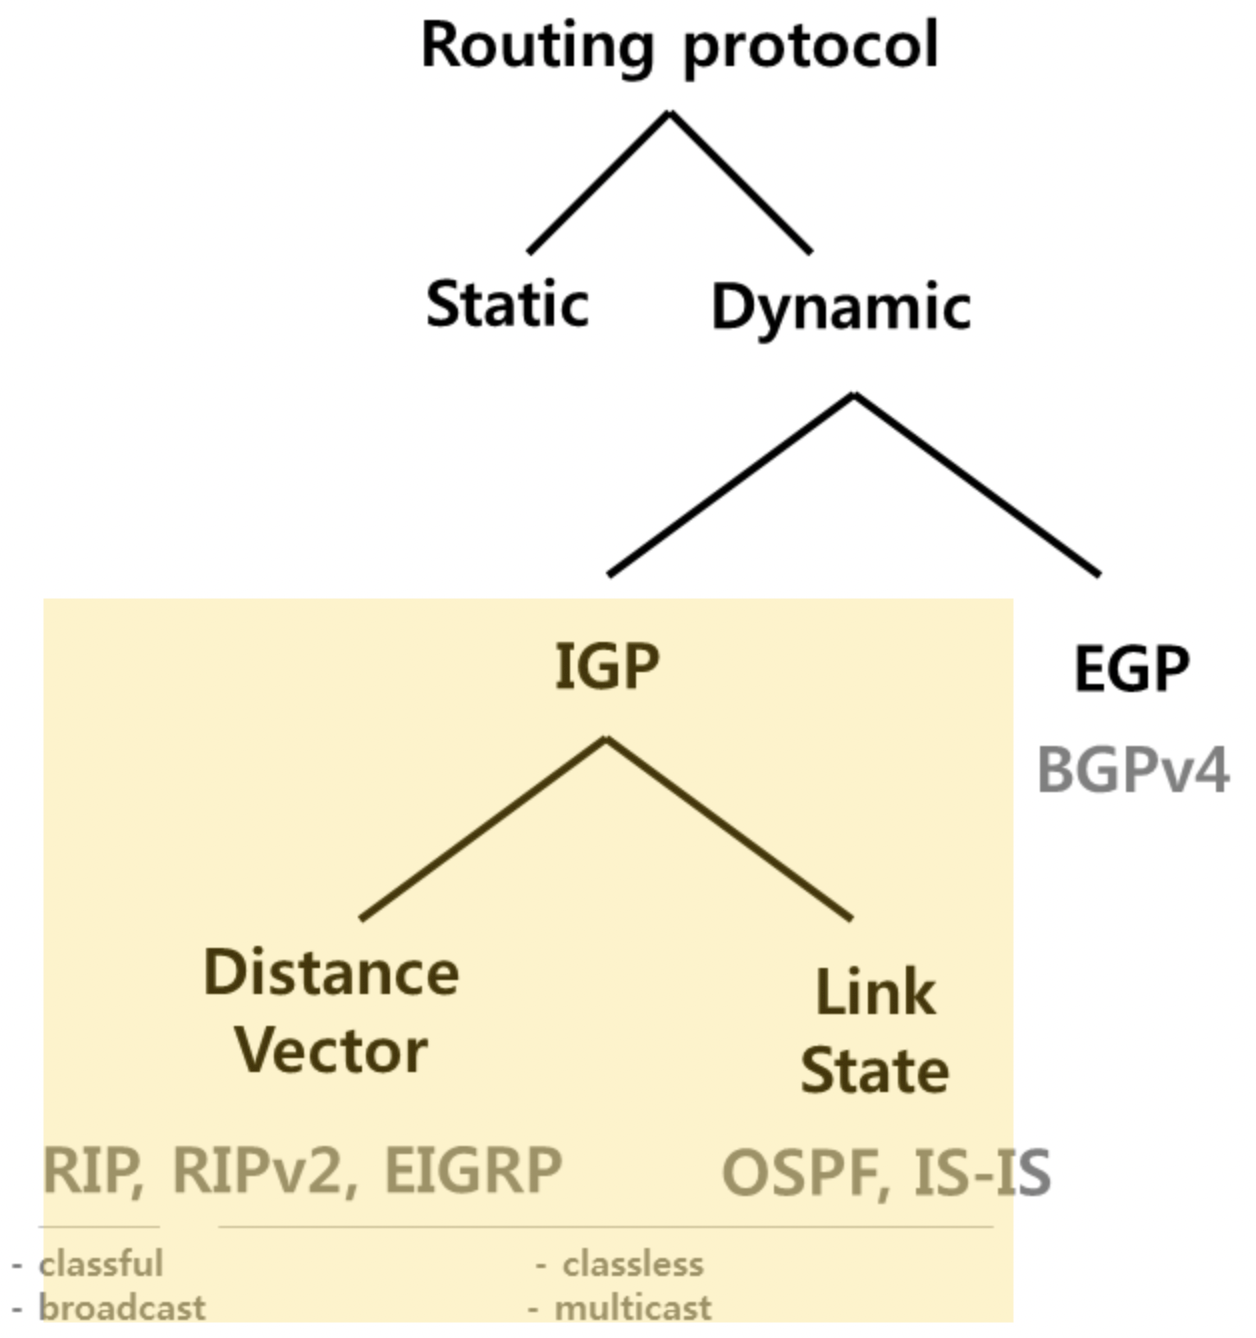 Routing protocol
Static
Dynamic
IGP
EGP
BGPv4
Distance
Vector
Link
State
RIP, RIPv2, EIGRP
OSPF, IS-IS
- classful
- broadcast
- classless
- multicast